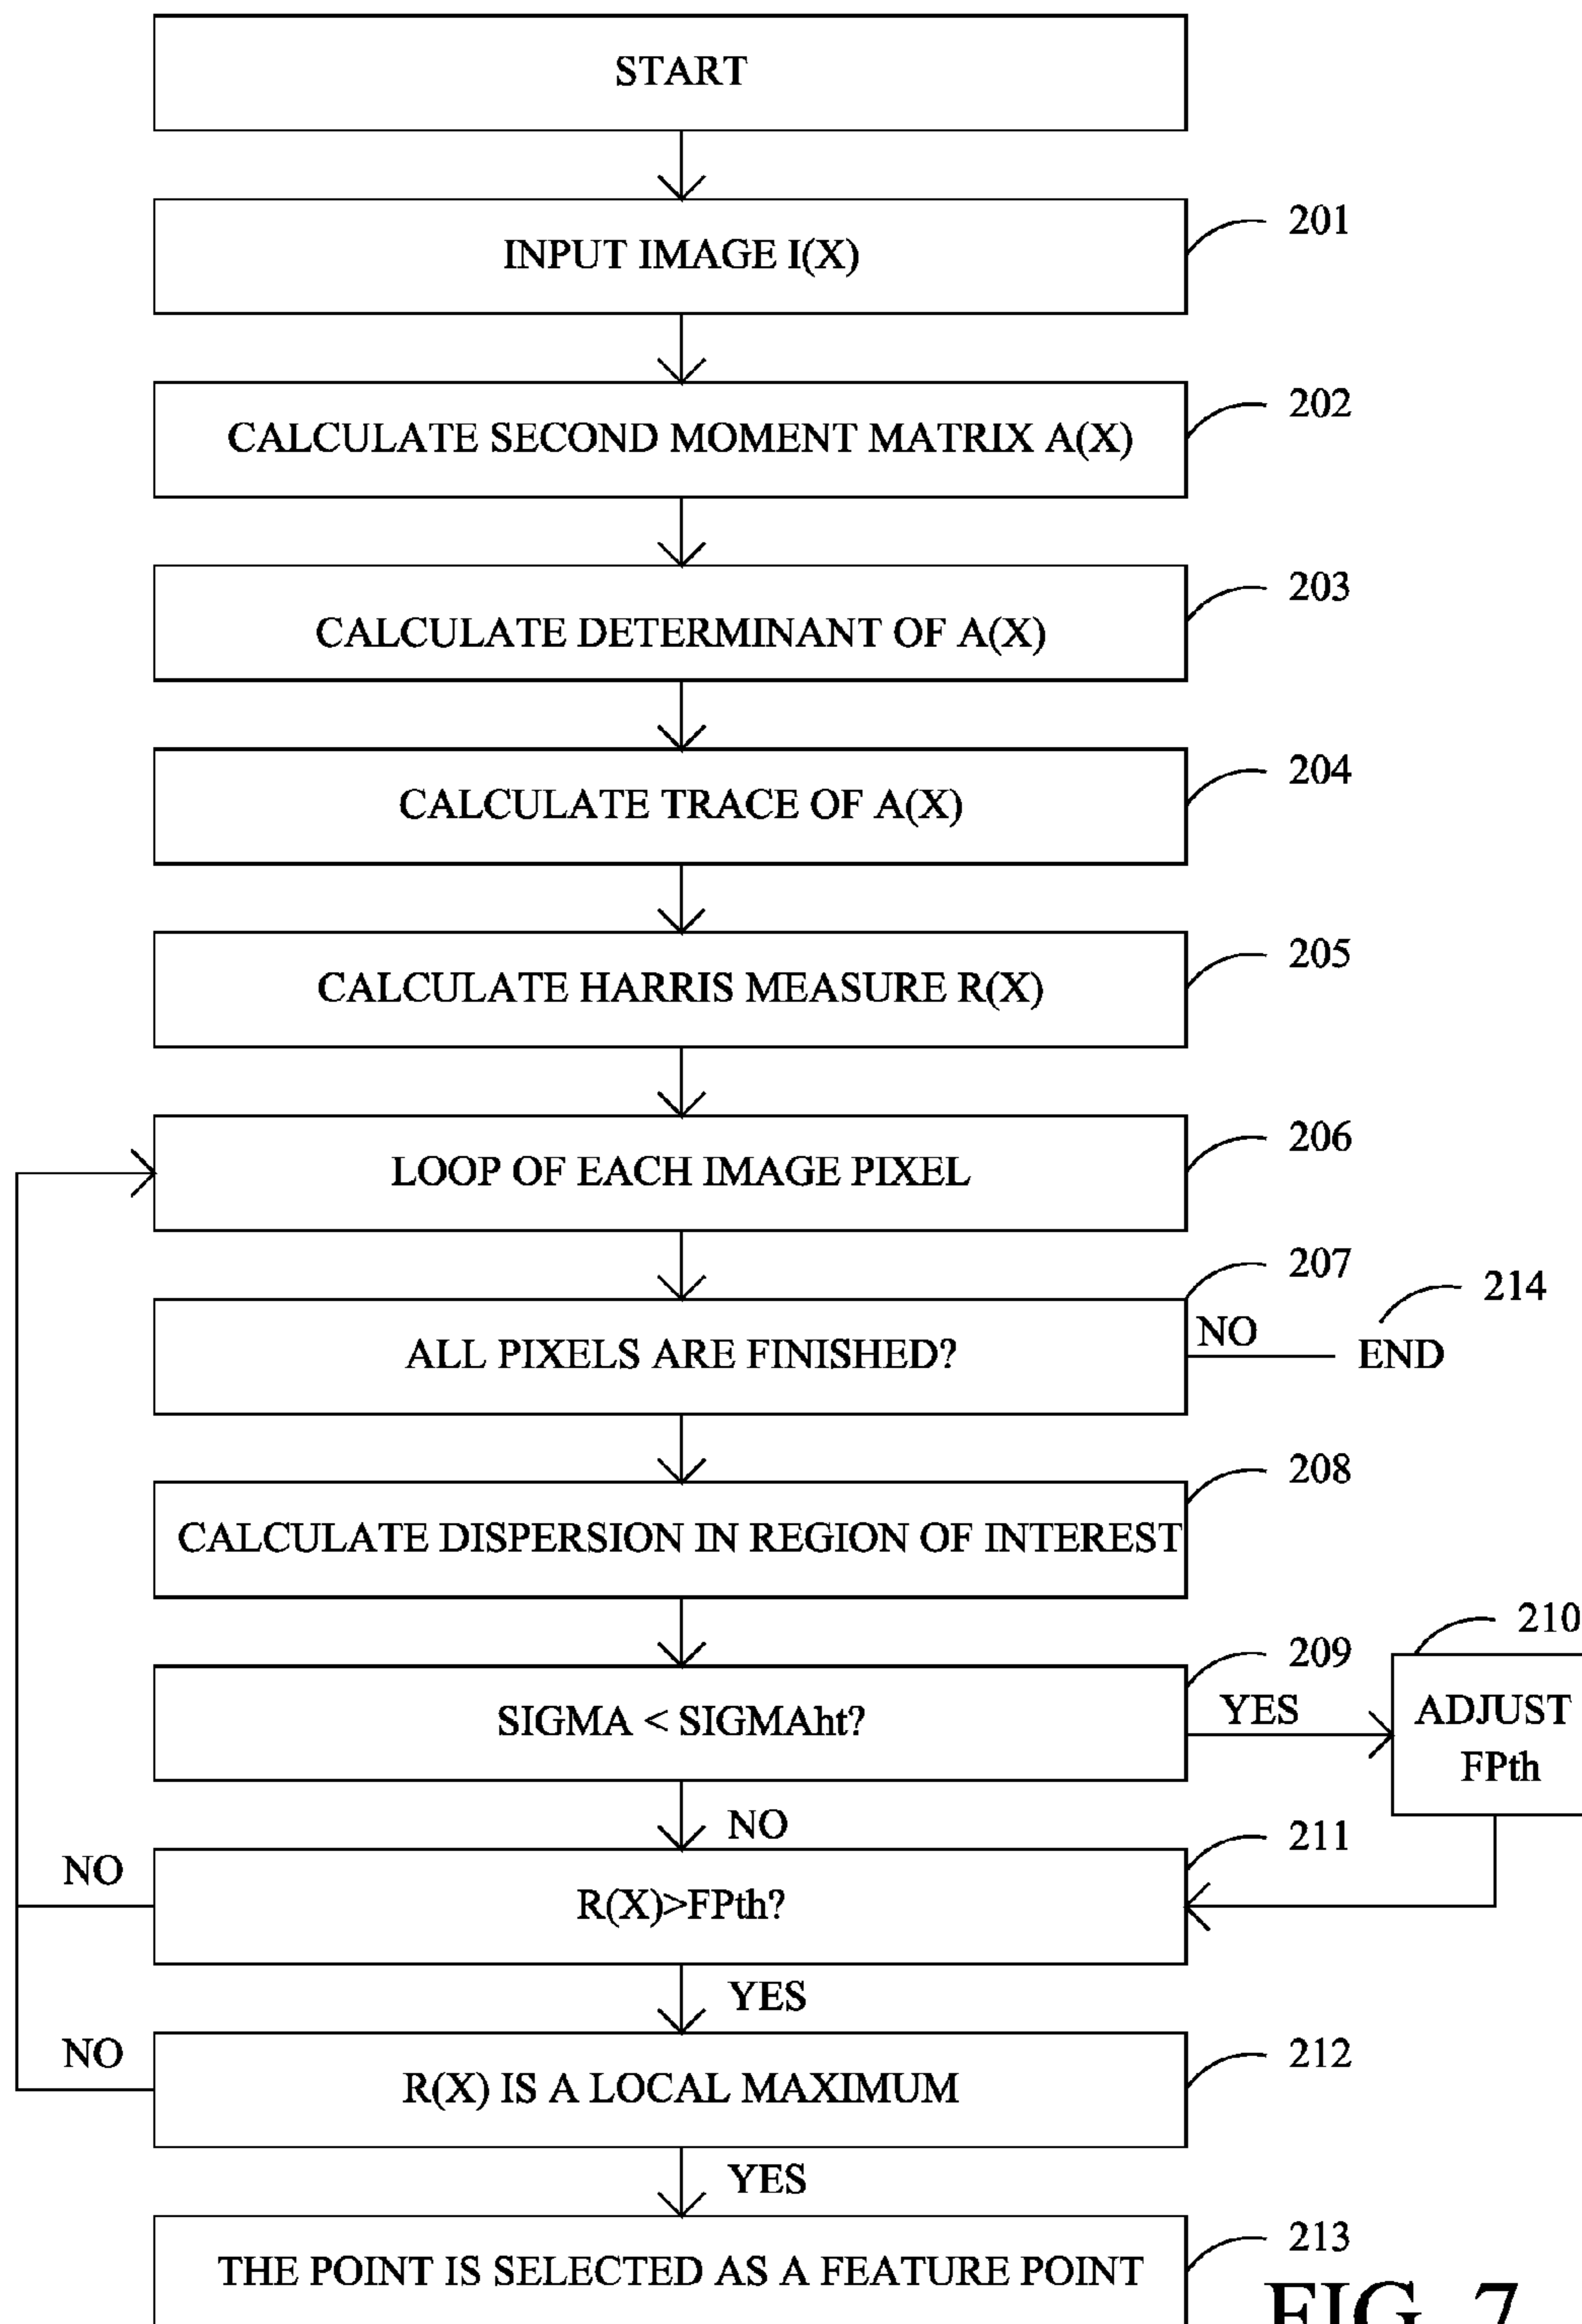 START
INPUT IMAGE I(X)
201
CALCULATE SECOND MOMENT MATRIX A(X)
202
CALCULATE DETERMINANT OF A(X)
203
CALCULATE TRACE OF A(X)
204
CALCULATE HARRIS MEASURE R(X)
205
LOOP OF EACH IMAGE PIXEL
206
ALL PIXELS ARE FINISHED?
207
NO
END
214
CALCULATE DISPERSION IN REGION OF INTEREST
208
SIGMA < SIGMAht?
209
YES
ADJUST
FPth
210
NO
R(X)>FPth?
211
NO
YES
R(X) IS A LOCAL MAXIMUM
212
NO
YES
THE POINT IS SELECTED AS A FEATURE POINT
213
FIG. 7